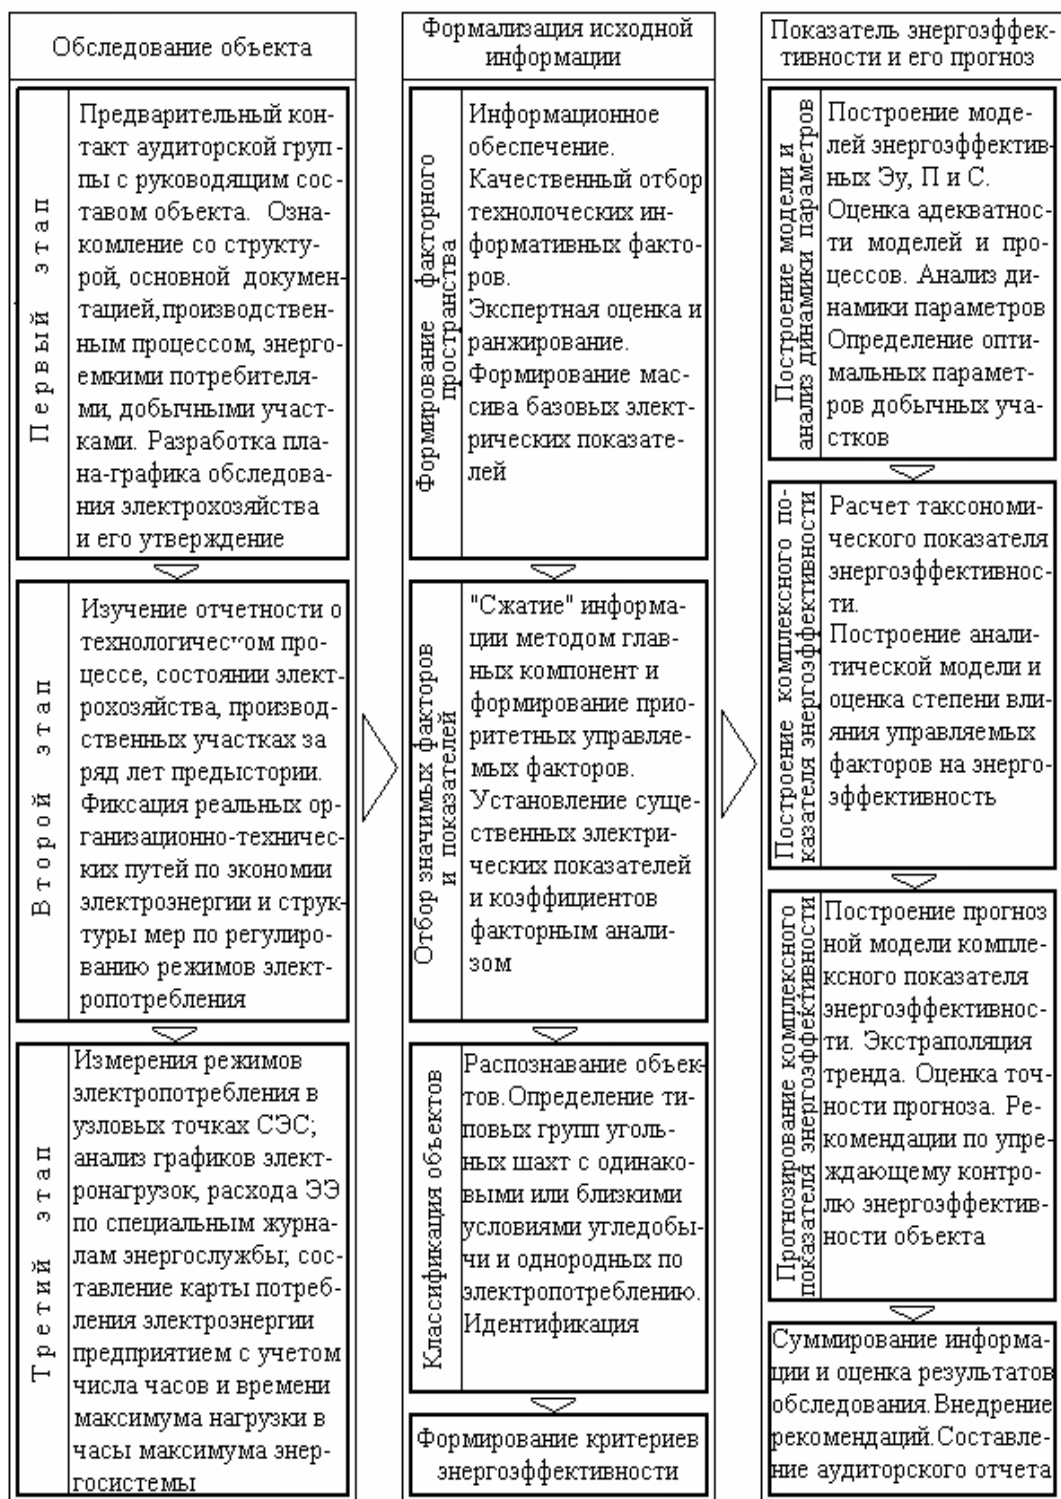 Обследование объекта
Первый этап
Предварительный кон-
такт аудиторской груп-
пы с руководящим сос-
тавом объекта. Озна-
комление со структу-
рой, основной докумен-
тацией,производствен-
ным процессом, энерго-
емкими потребителя-
ми, добычными участ-
ками. Разработка пла-
на-графика обследова-
ния электрохозяйства
и его утверждение
Второй этап
Изучение отчетности о
технологическом про-
цессе, состоянии элект-
рохозяйства, производ-
ственных участках за
ряд лет предыстории.
Фиксация реальных ор-
ганизационно-техничес-
ких путей по экономии
электроэнергии и струк-
туры мер по регулиро-
ванию режимов элект-
ропотребления
Третий этап
Измерения режимов
электропотребления в
узловых точках СЭС;
анализ графиков элект-
ронагрузок, расхода ЭЭ
по специальным журна-
лам энергослужбы; сос-
тавление карты потреб-
ления электроэнергии
предприятием с учетом
числа часов и времени
максимума нагрузки в
часы максимума энер-
госистемы
Формализация исходной
информации
Формирование факторного
пространства
Информационное
обеспечение.
Качественный отбор
технолоческих ин-
формативных факто-
ров.
Экспертная оценка и
ранжирование.
Формирование мас-
сива базовых элект-
рических показате-
лей
Отбор значимых факторов
и показателей
"Сжатие" информа-
ции методом глав-
ных компонент и
формирование прио-
ритетных управляе-
мых факторов.
Установление сущес-
ственных электри-
ческих показателей
и коэффициентов
факторным анали-
зом
Классификация объектов
Распознавание объек-
тов.Определение ти-
повых групп уголь-
ных шахт с одинако-
выми или близкими
условиями угледобы-
чи и однородных по
электропотреблению.
Идентификация
Формирование критериев
энергоэффективности
Показатель энергоэффек-
тивности и его прогноз
Построение модели и
анализ динамики параметров
Построение моде-
лей энергоэффектив-
ных Эу, П и С.
Оценка адекватнос-
ти моделей и про-
цессов. Анализ ди-
намики параметров
Определение опти-
мальных парамет-
ров добычных уча-
стков
Построение комплексного по-
казателя энергоэффективности
Расчет таксономи-
ческого показателя
энергоэффективнос-
ти.
Построение анали-
тической модели и
оценка степени вли-
яния управляемых
факторов на энерго-
эффективность
Прогнозирование комплексного
показателя энергоэффективности
Построение прогноз
ной модели компле-
ксного показателя
энергоэффективнос-
ти. Экстраполяция
тренда. Оценка точ-
ности прогноза. Ре-
комендации по упре-
ждающему контро-
лю энергоэффектив-
ности объекта
Суммирование информа-
ции и оценка результатов
обследования.Внедрение
рекомендаций.Составле-
ние аудиторского отчета